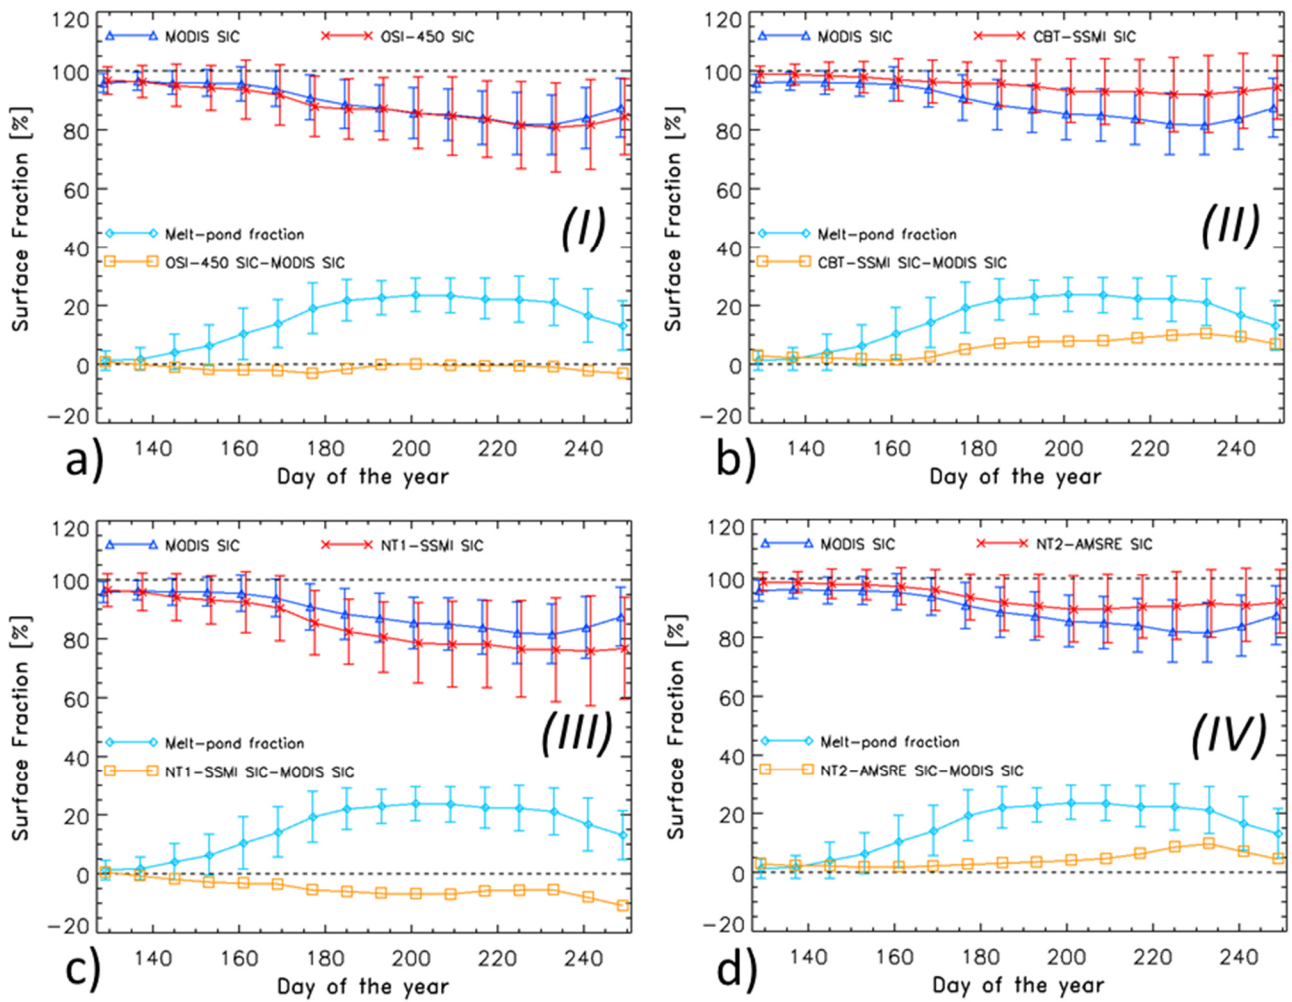 MODIS SIC OSI-450 SIC
120
100
80
60
40
20
0
-20
Surface Fraction [%]
(I)
Melt-pond fraction
OSI-450 SIC-MODIS SIC
140 160 180 200 220 240
a)
Day of the year
MODIS SIC CBT-SSMI SIC
120
100
80
60
40
20
0
-20
Surface Fraction [%]
(II)
Melt-pond fraction
CBT-SSMI SIC-MODIS SIC
140 160 180 200 220 240
b)
Day of the year
MODIS SIC NT1-SSMI SIC
120
100
80
60
40
20
0
-20
Surface Fraction [%]
(III)
Melt-pond fraction
NT1-SSMI SIC-MODIS SIC
140 160 180 200 220 240
c)
Day of the year
MODIS SIC NT2-AMSRE SIC
120
100
80
60
40
20
0
-20
Surface Fraction [%]
(IV)
Melt-pond fraction
NT2-AMSRE SIC-MODIS SIC
140 160 180 200 220 240
d)
Day of the year